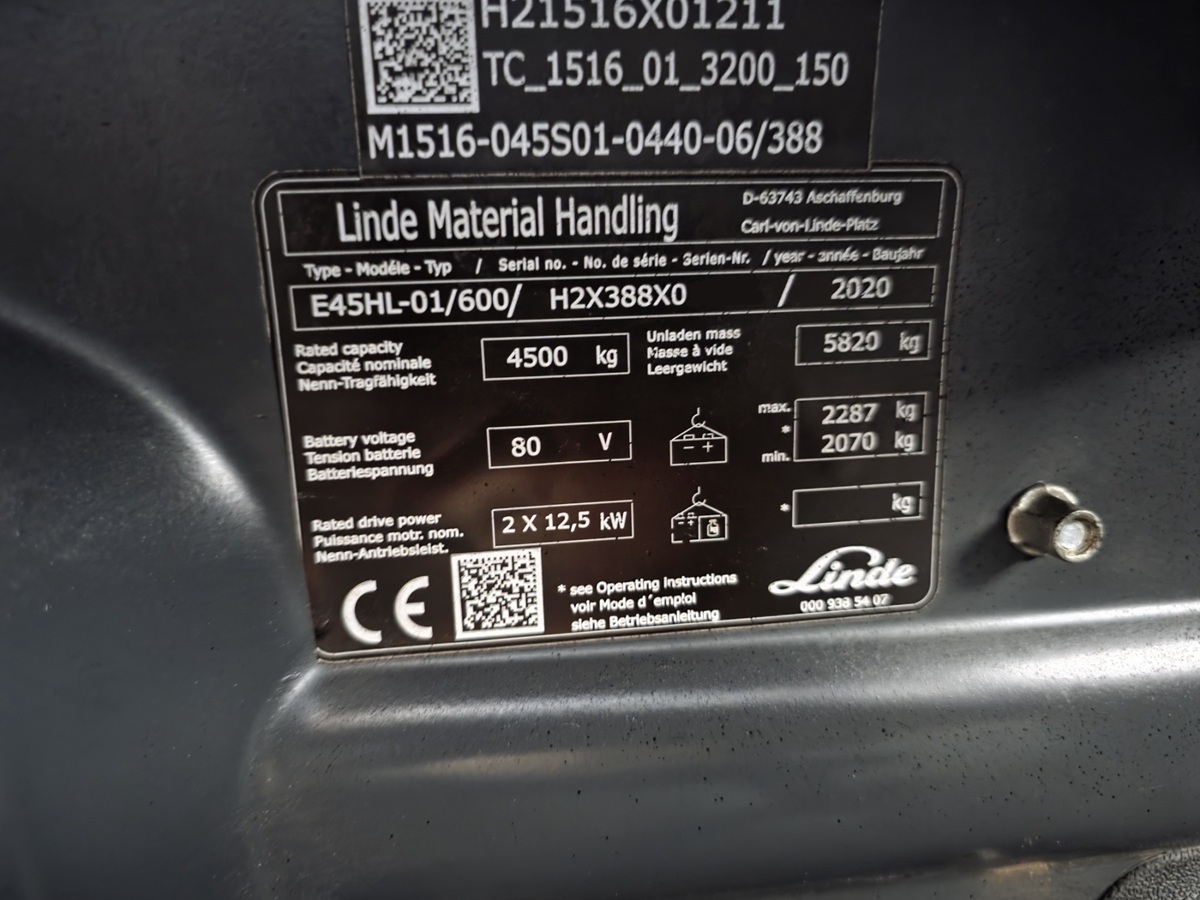 H21516X01211
TC_1516_01_3200_150
M1516-045S01-0440-06/388
Linde Material Handling
D-63743 Aschaffenburg
Carl-von-Linde-Platz
Type - Modéle - Typ / Serial no. - No. de série - Serien-Nr. / year - année - Baujahr
E45HL-01/600/ H2X388X0 / 2020
Rated capacity
Capacité nominale
Nenn-Tragfähigkeit
4500 kg
Unladen mass
Masse à vide
Leergewicht
5820 kg
Battery voltage
Tension batterie
Batteriespannung
80 V
- +
max. 2287 kg
*
min. 2070 kg
Rated drive power
Puissance motr. nom.
Nenn-Antriebsleist.
2 X 12,5 kW
- +
* kg
CE
* see Operating instructions
voir Mode d´emploi
siehe Betriebsanleitung
Linde
000 938 54 07